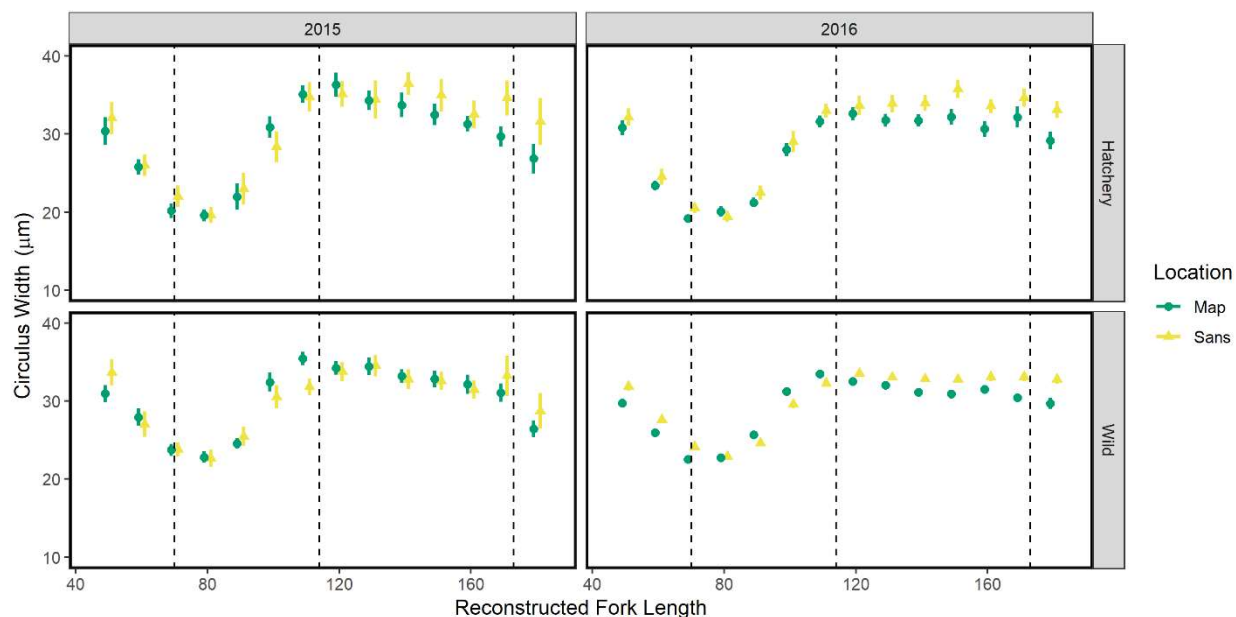 2015 2016
40
30
20
10
Hatchery
40
30
20
10
Wild
40 80 120 160 40 80 120 160
Circulus Width (μm)
Reconstructed Fork Length
Location
Map
Sans